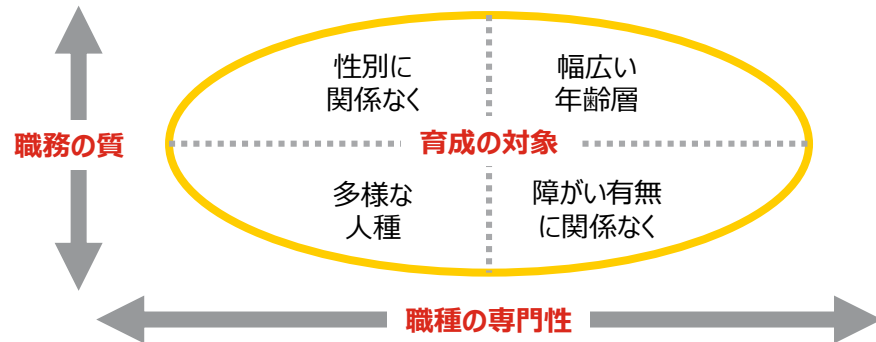 性別に
関係なく
幅広い
年齢層
職務の質
育成の対象
多様な
人種
障がい有無
に関係なく
職種の専門性